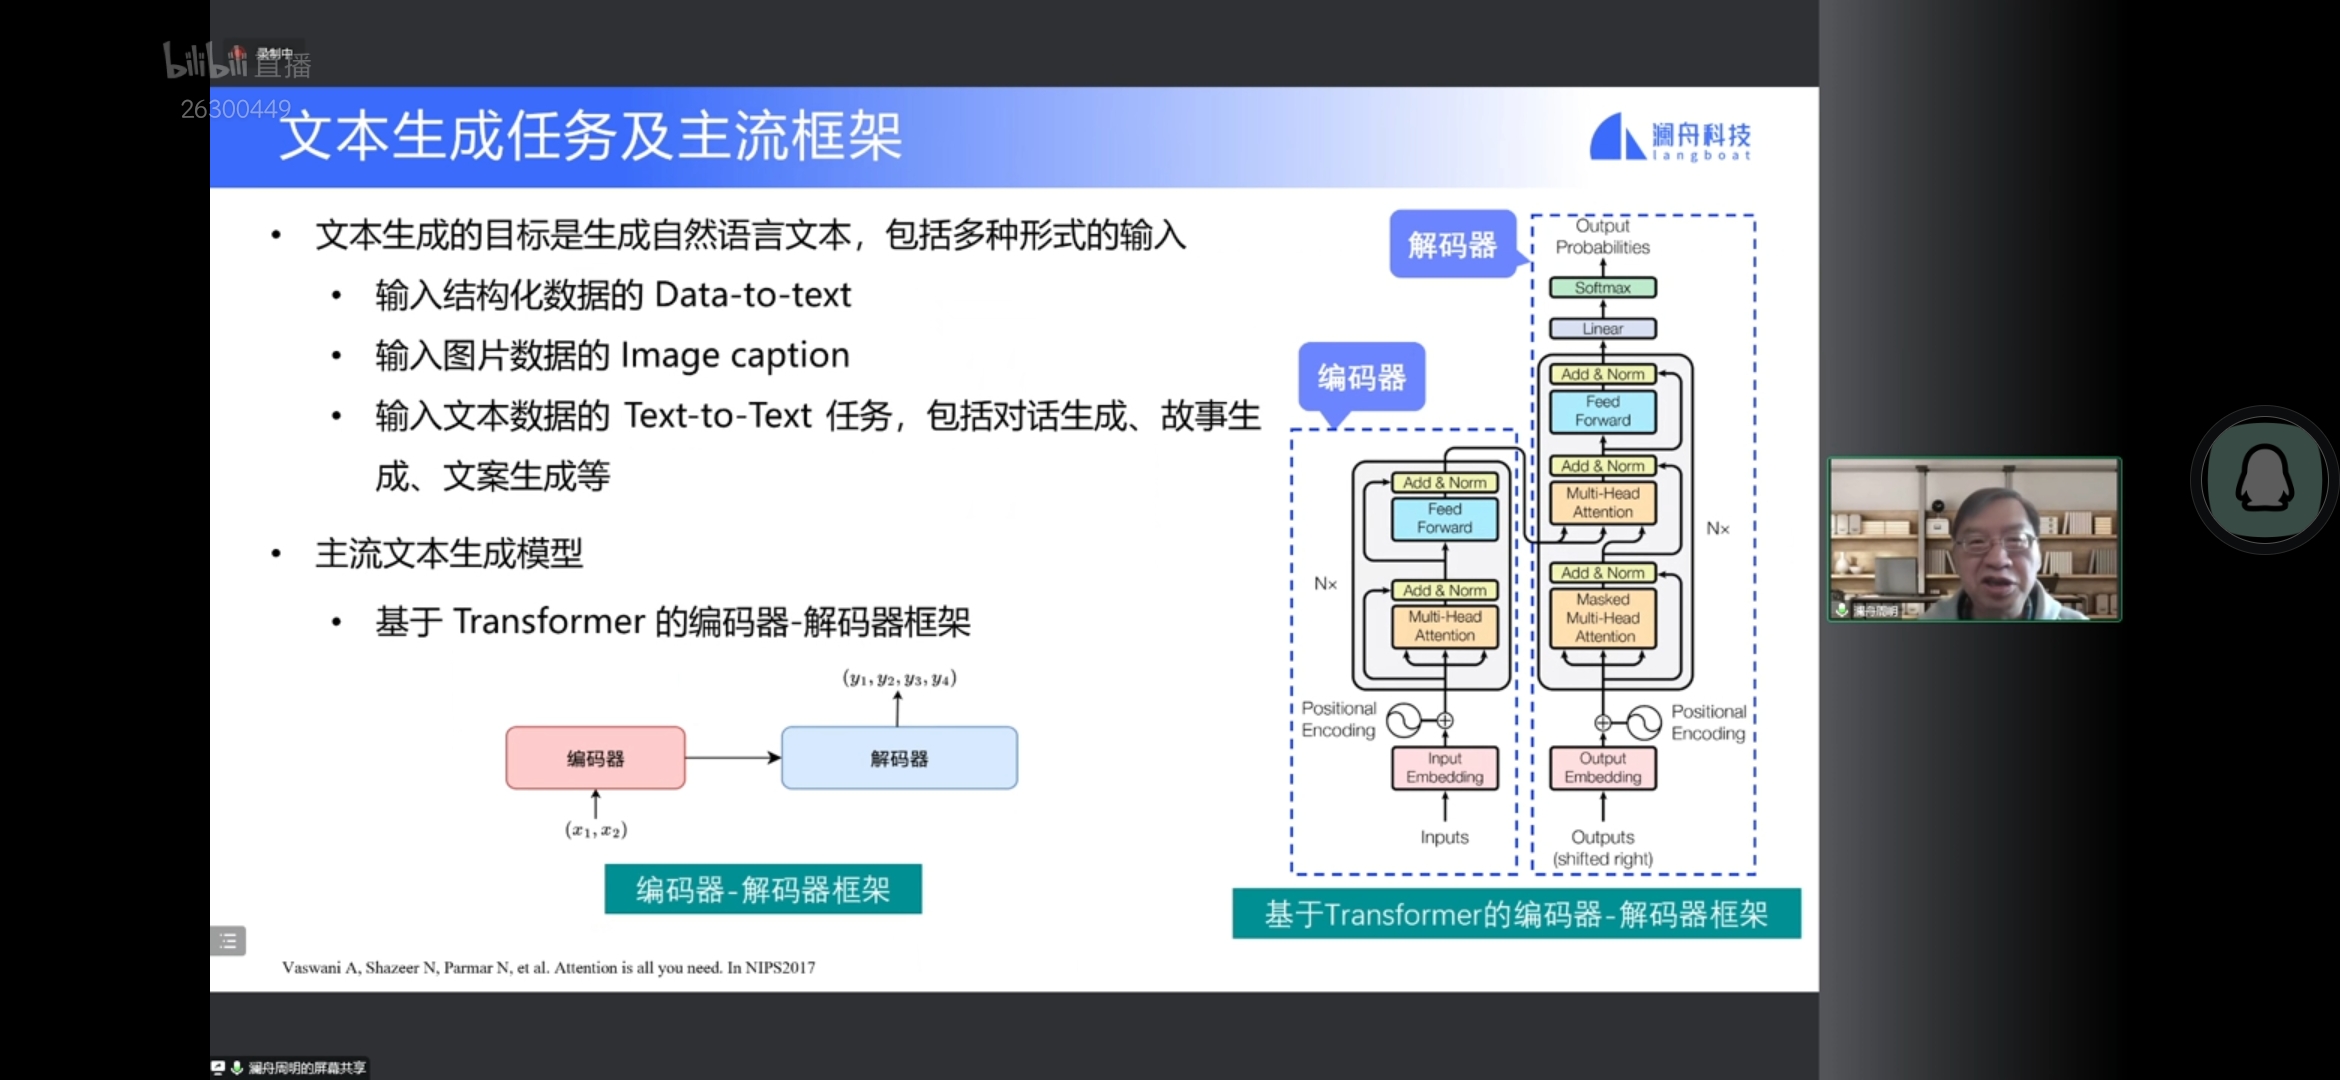 bilibili 直播
录制中
26300449
文本生成任务及主流框架
澜舟科技
langboat
• 文本生成的目标是生成自然语言文本，包括多种形式的输入
• 输入结构化数据的 Data-to-text
• 输入图片数据的 Image caption
• 输入文本数据的 Text-to-Text 任务，包括对话生成、故事生
成、文案生成等
• 主流文本生成模型
• 基于 Transformer 的编码器-解码器框架
(y₁, y₂, y₃, y₄)
编码器
解码器
(x₁, x₂)
编码器-解码器框架
解码器
Output
Probabilities
Softmax
Linear
Add & Norm
Feed
Forward
Add & Norm
Multi-Head
Attention
N×
Add & Norm
Masked
Multi-Head
Attention
Positional
Encoding
Output
Embedding
Outputs
(shifted right)
编码器
Add & Norm
Feed
Forward
N×
Add & Norm
Multi-Head
Attention
Positional
Encoding
Input
Embedding
Inputs
基于Transformer的编码器-解码器框架
Vaswani A, Shazeer N, Parmar N, et al. Attention is all you need. In NIPS2017
澜舟周明
澜舟周明的屏幕共享